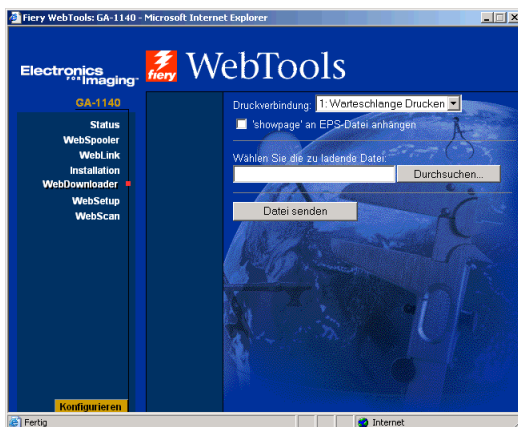 Fiery WebTools: GA-1140 - Microsoft Internet Explorer
Electronics
FOR Imaging
fiery
WebTools
GA-1140
Status
WebSpooler
WebLink
Installation
WebDownloader
WebSetup
WebScan
Konfigurieren
Druckverbindung: 1: Warteschlange Drucken
'showpage' an EPS-Datei anhängen
Wählen Sie die zu ladende Datei:
Durchsuchen...
Datei senden
Fertig
Internet